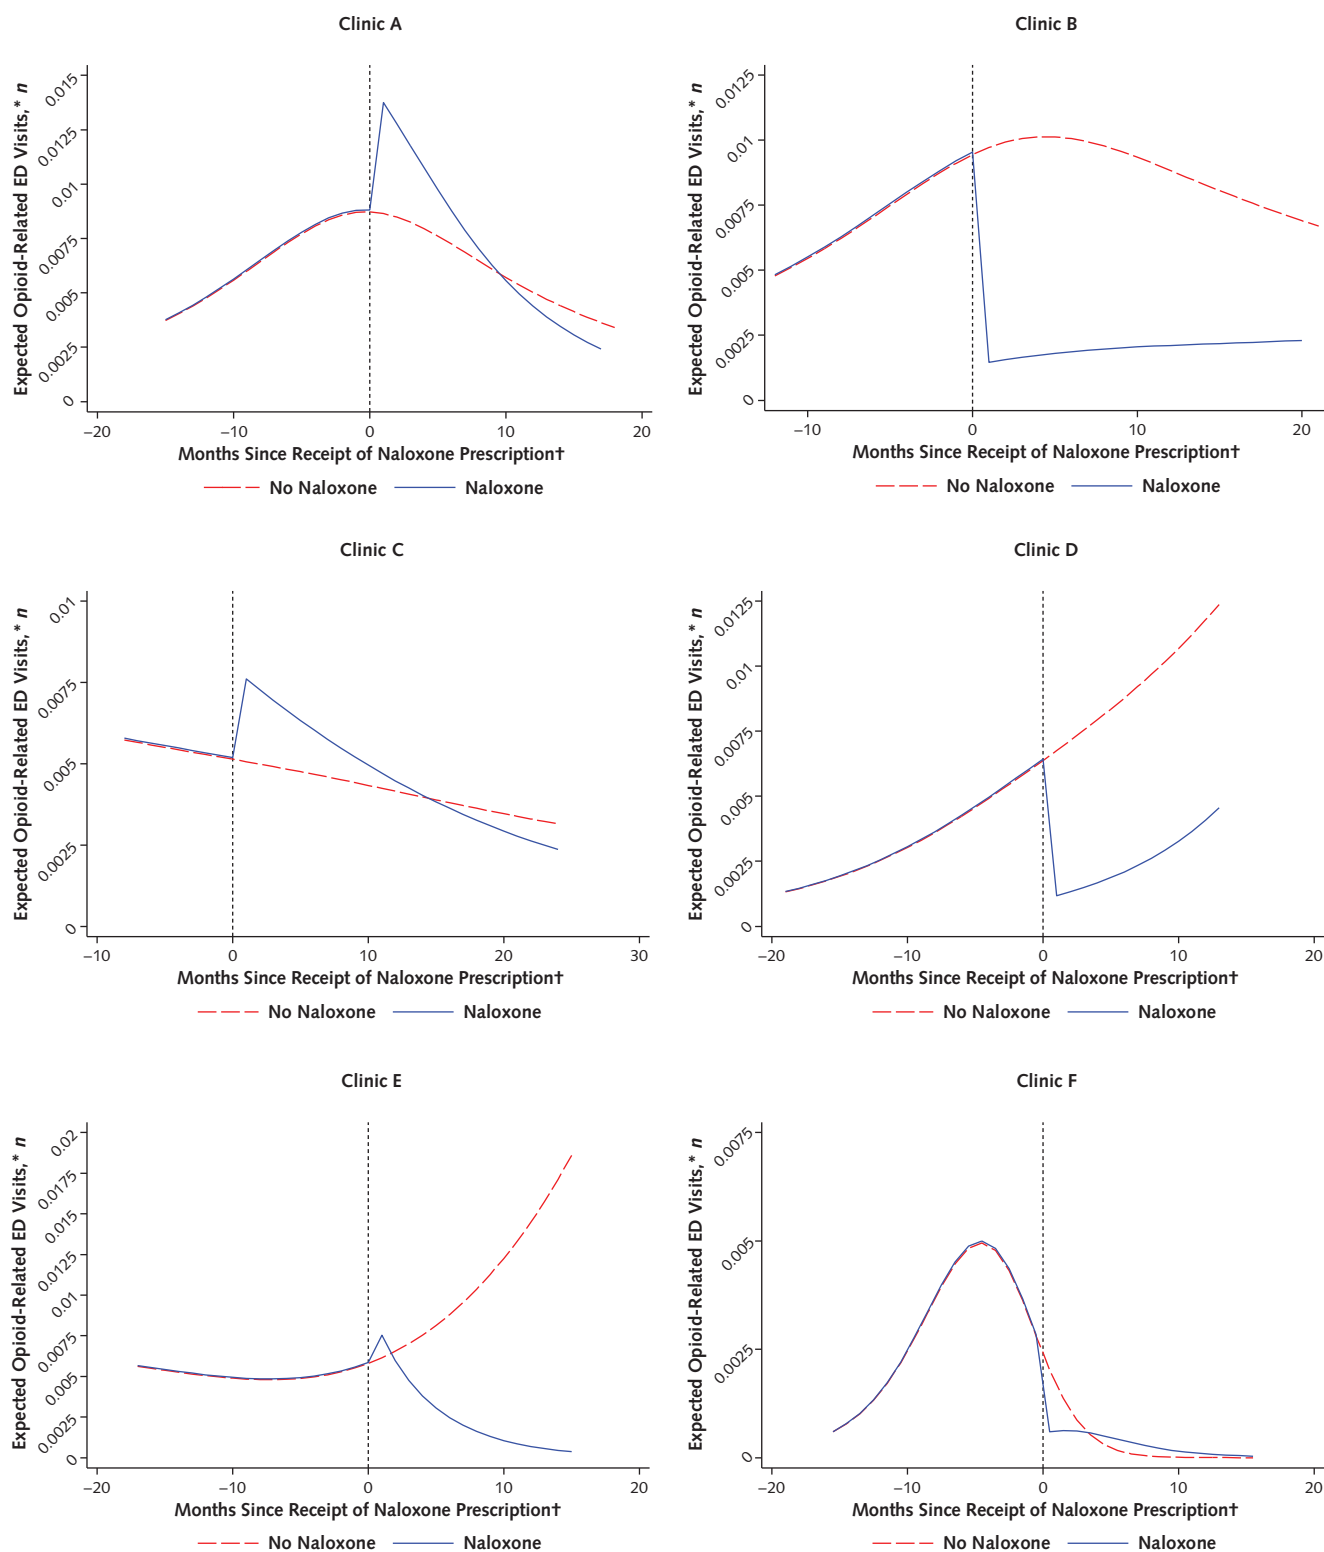 Clinic A
Expected Opioid-Related ED Visits,* n
0.015
0.0125
0.01
0.0075
0.005
0.0025
0
–20 –10 0 10 20
Months Since Receipt of Naloxone Prescription†
No Naloxone Naloxone
Clinic B
Expected Opioid-Related ED Visits,* n
0.0125
0.01
0.0075
0.005
0.0025
0
–10 0 10 20
Months Since Receipt of Naloxone Prescription†
No Naloxone Naloxone
Clinic C
Expected Opioid-Related ED Visits,* n
0.01
0.0075
0.005
0.0025
0
–10 0 10 20 30
Months Since Receipt of Naloxone Prescription†
No Naloxone Naloxone
Clinic D
Expected Opioid-Related ED Visits,* n
0.0125
0.01
0.0075
0.005
0.0025
0
–20 –10 0 10 20
Months Since Receipt of Naloxone Prescription†
No Naloxone Naloxone
Clinic E
Expected Opioid-Related ED Visits,* n
0.02
0.0175
0.015
0.0125
0.01
0.0075
0.005
0.0025
0
–20 –10 0 10 20
Months Since Receipt of Naloxone Prescription†
No Naloxone Naloxone
Clinic F
Expected Opioid-Related ED Visits,* n
0.0075
0.005
0.0025
0
–20 –10 0 10 20
Months Since Receipt of Naloxone Prescription†
No Naloxone Naloxone